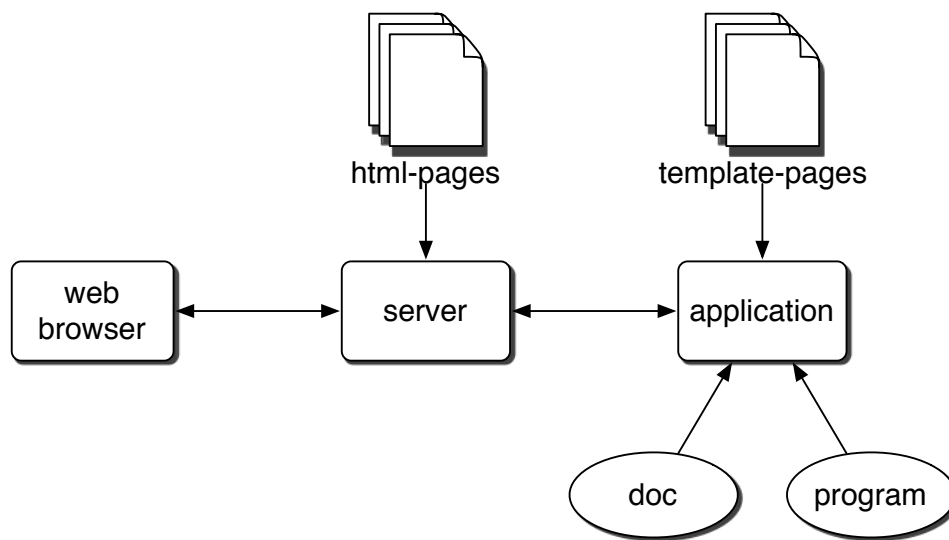 html-pages
template-pages
web
browser
server
application
doc
program